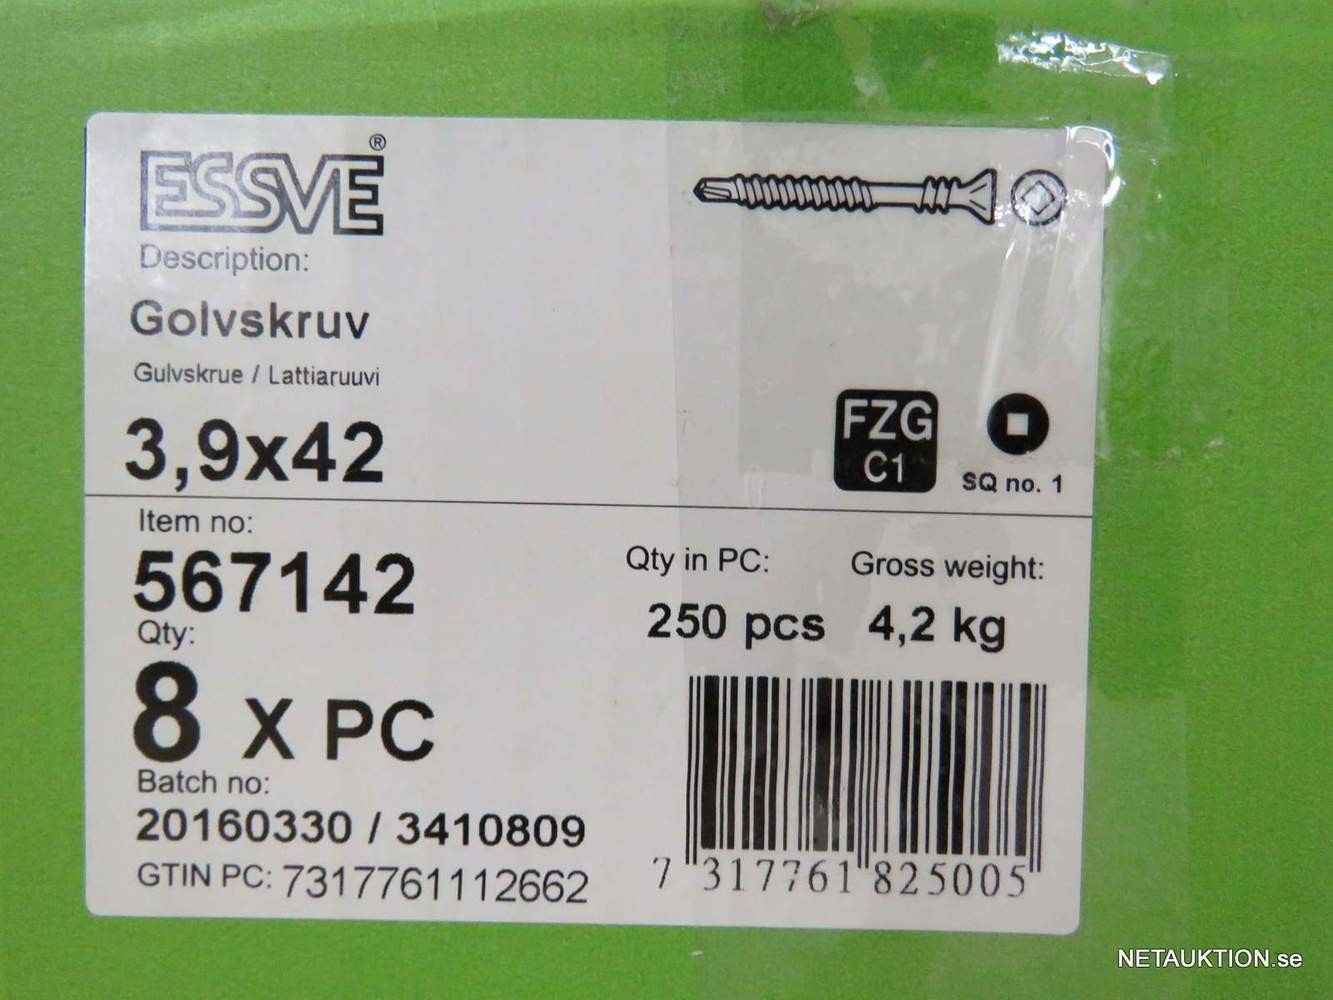 ESSVE®
Description:
Golvskruv
Gulvskrue / Lattiaruuvi
3,9x42
FZG
C1
SQ no. 1
Item no:
567142
Qty in PC:
250 pcs
Gross weight:
4,2 kg
Qty:
8 X PC
Batch no:
20160330 / 3410809
GTIN PC: 7317761112662
7 317761 825005
NETAUKTION.se